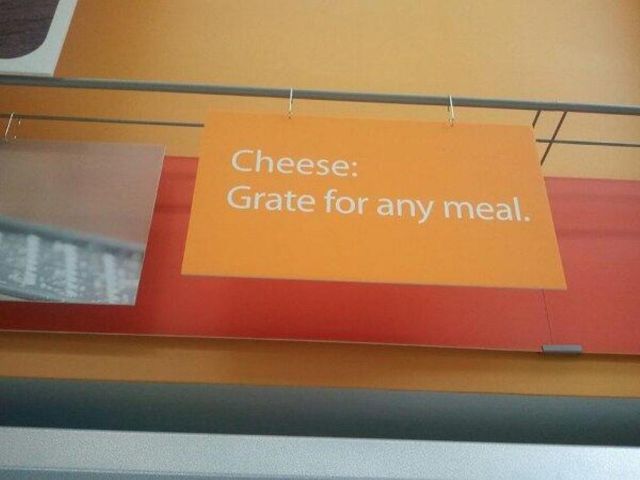 Cheese:
Grate for any meal.